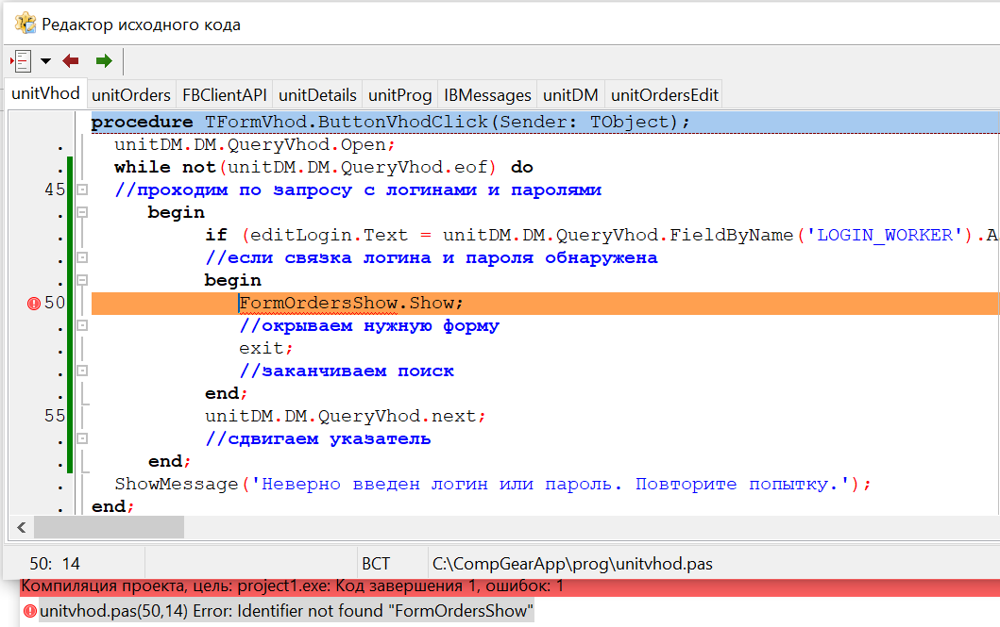 Редактор исходного кода
unitVhod unitOrders FBClientAPI unitDetails unitProg IBMessages unitDM unitOrdersEdit
procedure TFormVhod.ButtonVhodClick(Sender: TObject);
. unitDM.DM.QueryVhod.Open;
. while not(unitDM.DM.QueryVhod.eof) do
45 //проходим по запросу с логинами и паролями
. begin
. if (editLogin.Text = unitDM.DM.QueryVhod.FieldByName('LOGIN_WORKER').A
. //если связка логина и пароля обнаружена
. begin
50 FormOrdersShow.Show;
. //окрываем нужную форму
. exit;
. //заканчиваем поиск
. end;
55 unitDM.DM.QueryVhod.next;
. //сдвигаем указатель
. end;
. ShowMessage('Неверно введен логин или пароль. Повторите попытку.');
. end;
50: 14 ВСТ C:\CompGearApp\prog\unitvhod.pas
Компиляция проекта, цель: project1.exe: Код завершения 1, ошибок: 1
unitvhod.pas(50,14) Error: Identifier not found "FormOrdersShow"